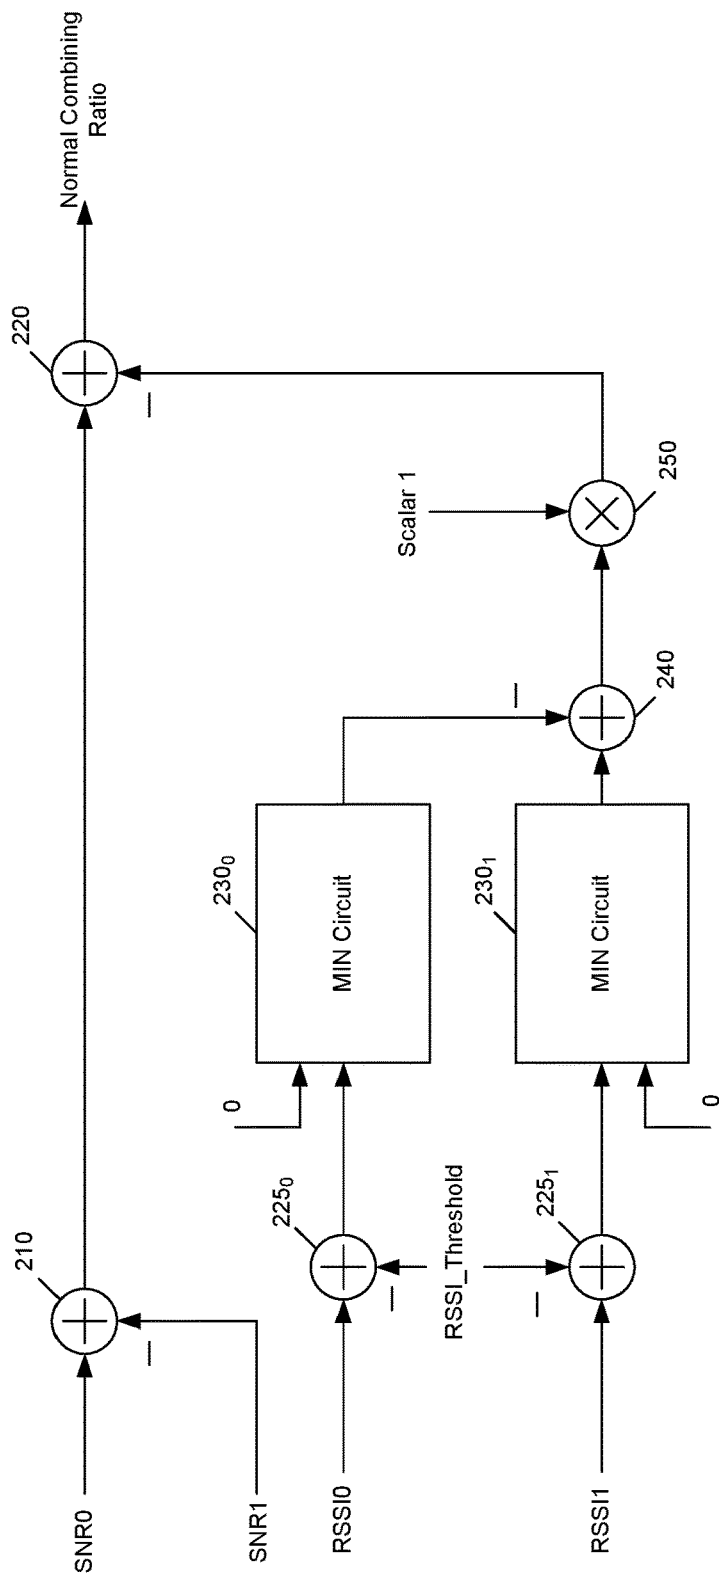 SNR0
SNR1
RSSI0
RSSI1
210
225₀
RSSI_Threshold
225₁
0
0
230₀
MIN Circuit
230₁
MIN Circuit
240
Scalar 1
250
220
Normal Combining
Ratio